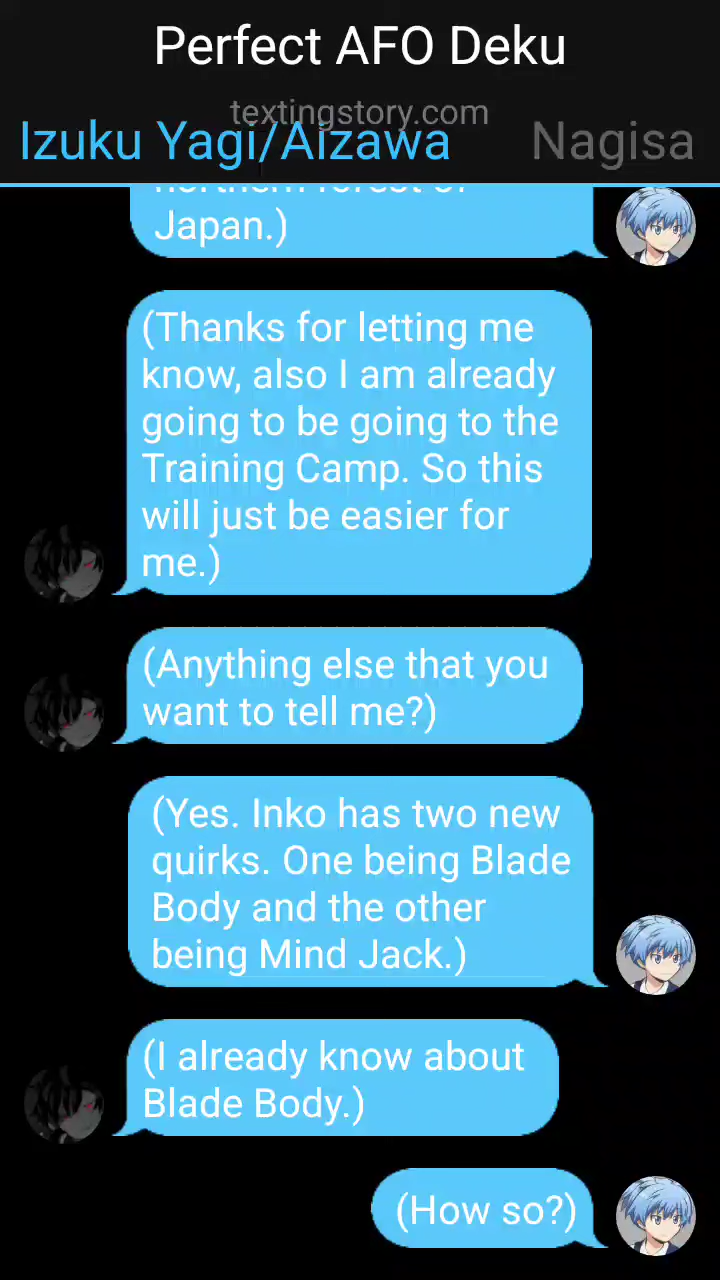 Perfect AFO Deku
textingstory.com
Izuku Yagi/Aizawa
Nagisa
northern forest of
Japan.)
(Thanks for letting me
know, also I am already
going to be going to the
Training Camp. So this
will just be easier for
me.)
(Anything else that you
want to tell me?)
(Yes. Inko has two new
quirks. One being Blade
Body and the other
being Mind Jack.)
(I already know about
Blade Body.)
(How so?)